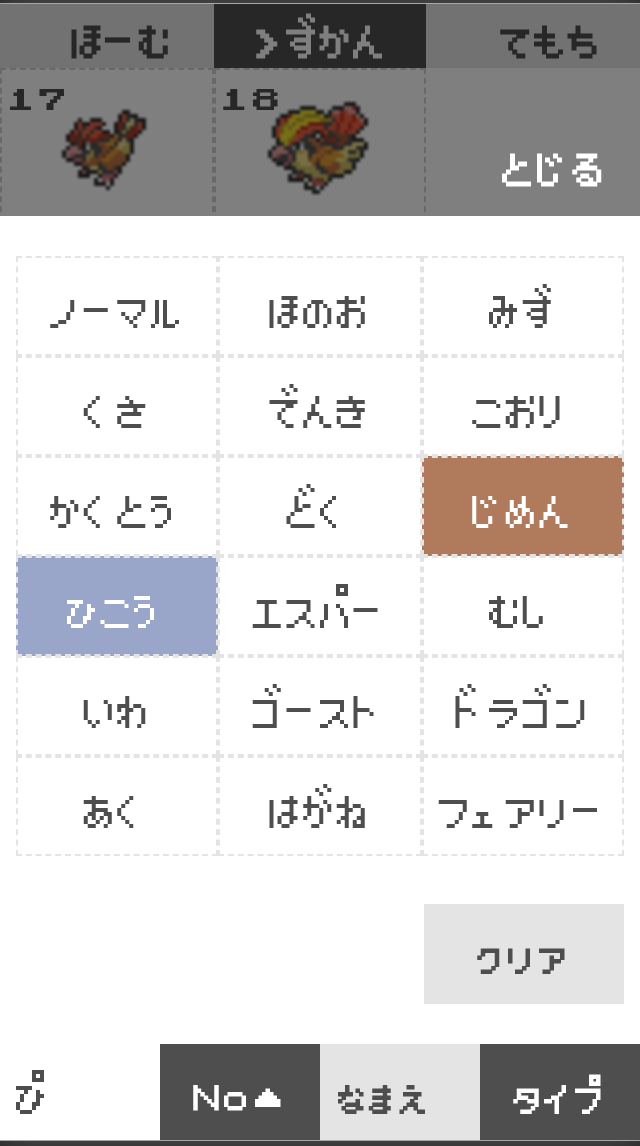 ほーむ ずかん てもち
17 18
とじる
ノーマル ほのお みず
くさ でんき こおり
かくとう どく じめん
ひこう エスパー むし
いわ ゴースト ドラゴン
あく はがね フェアリー
クリア
ぴ No▲ なまえ タイプ